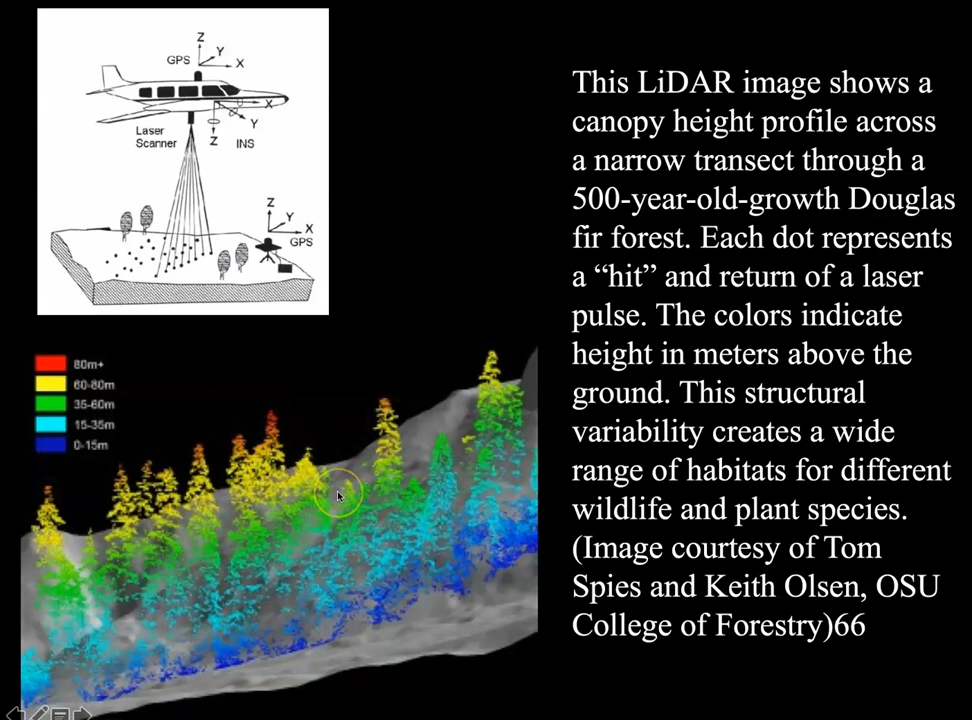 Z
Y
GPS
X
X
Y
Laser
Scanner
Z
INS
Z
Y
X
GPS
80m+
60-80m
35-60m
15-35m
0-15m
This LiDAR image shows a
canopy height profile across
a narrow transect through a
500-year-old-growth Douglas
fir forest. Each dot represents
a “hit” and return of a laser
pulse. The colors indicate
height in meters above the
ground. This structural
variability creates a wide
range of habitats for different
wildlife and plant species.
(Image courtesy of Tom
Spies and Keith Olsen, OSU
College of Forestry)66